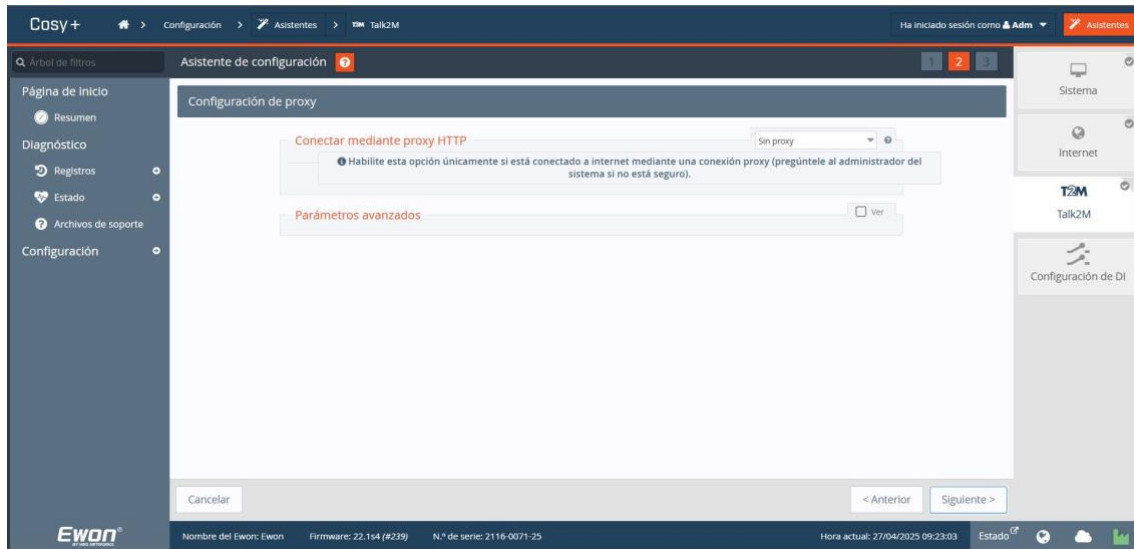 Cosy+
Configuración > Asistentes > T2M Talk2M
Ha iniciado sesión como Adm
Asistentes
Árbol de filtros
Página de inicio
Resumen
Diagnóstico
Registros
Estado
Archivos de soporte
Configuración
Asistente de configuración
1 2 3
Configuración de proxy
Conectar mediante proxy HTTP
Sin proxy
Habilite esta opción únicamente si está conectado a internet mediante una conexión proxy (pregúntele al administrador del
sistema si no está seguro).
Parámetros avanzados
Ver
Sistema
Internet
T2M
Talk2M
Configuración de DI
Cancelar
< Anterior
Siguiente >
Ewon®
BY HMS NETWORKS
Nombre del Ewon: Ewon
Firmware: 22.1s4 (#239)
N.º de serie: 2116-0071-25
Hora actual: 27/04/2025 09:23:03
Estado